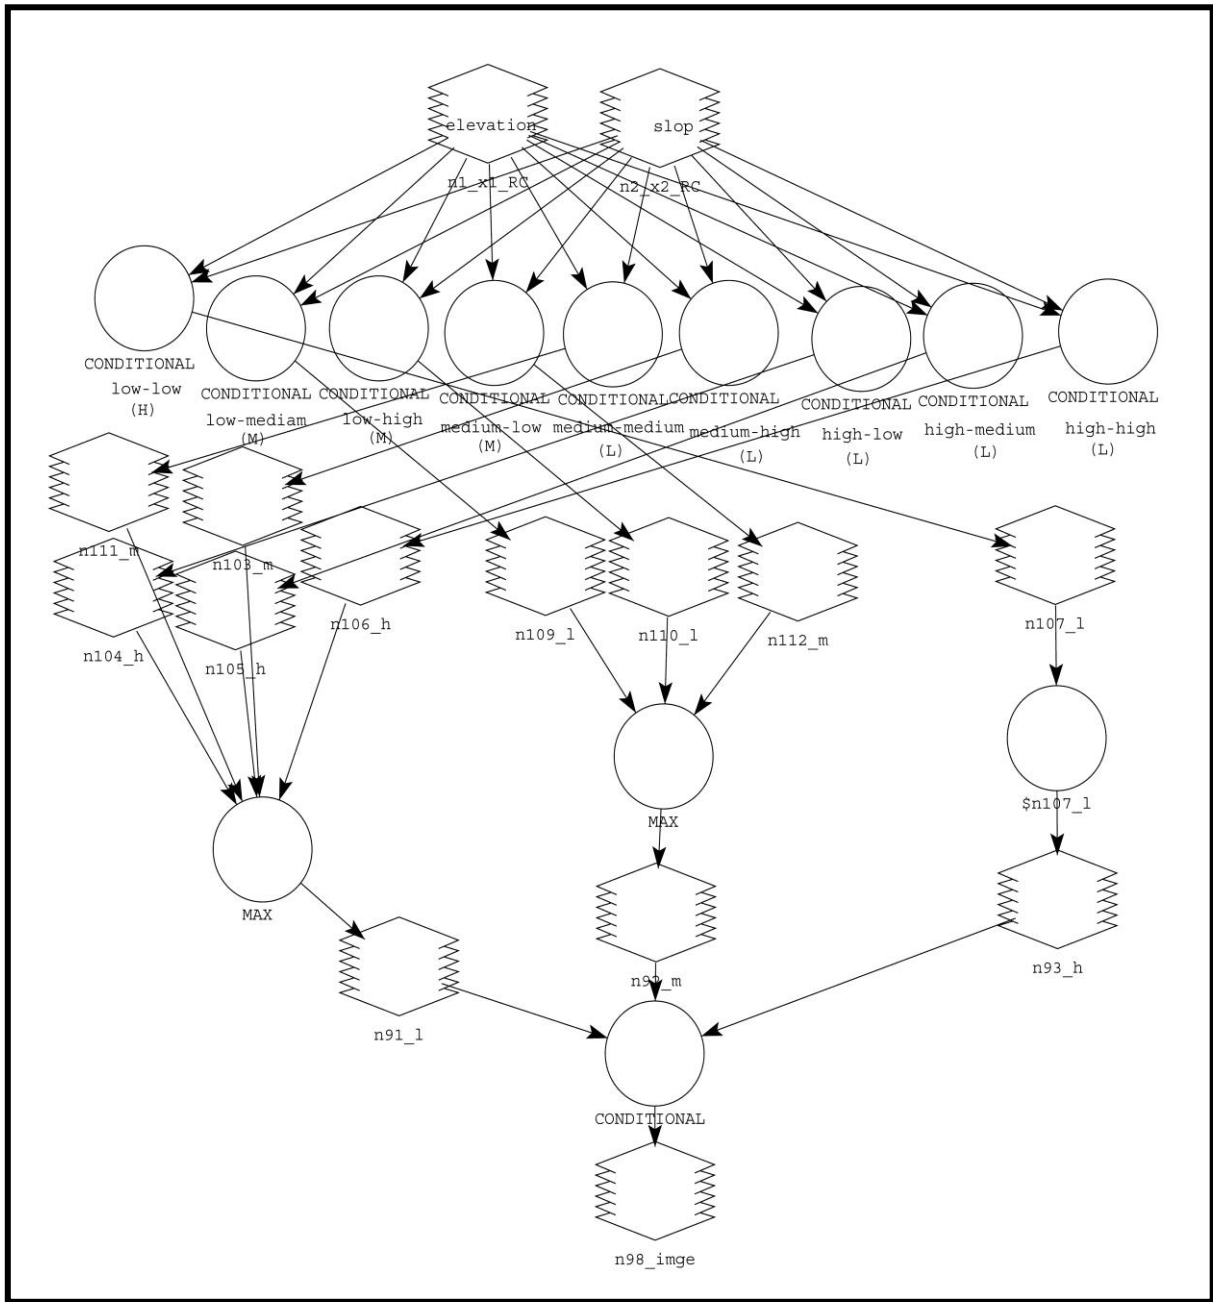 elevation
slop
n1_x1_RC
n2_x2_RC
CONDITIONAL
low-low
(H)
CONDITIONAL
low-mediam
(M)
CONDITIONAL
low-high
(M)
CONDITIONAL
medium-low
(M)
CONDITIONAL
medium-medium
(L)
CONDITIONAL
medium-high
(L)
CONDITIONAL
high-low
(L)
CONDITIONAL
high-medium
(L)
CONDITIONAL
high-high
(L)
n111_m
n103_m
n106_h
n104_h
n105_h
n109_l
n110_l
n112_m
n107_l
MAX
MAX
$n107_l
n91_l
n92_m
n93_h
CONDITIONAL
n98_imge